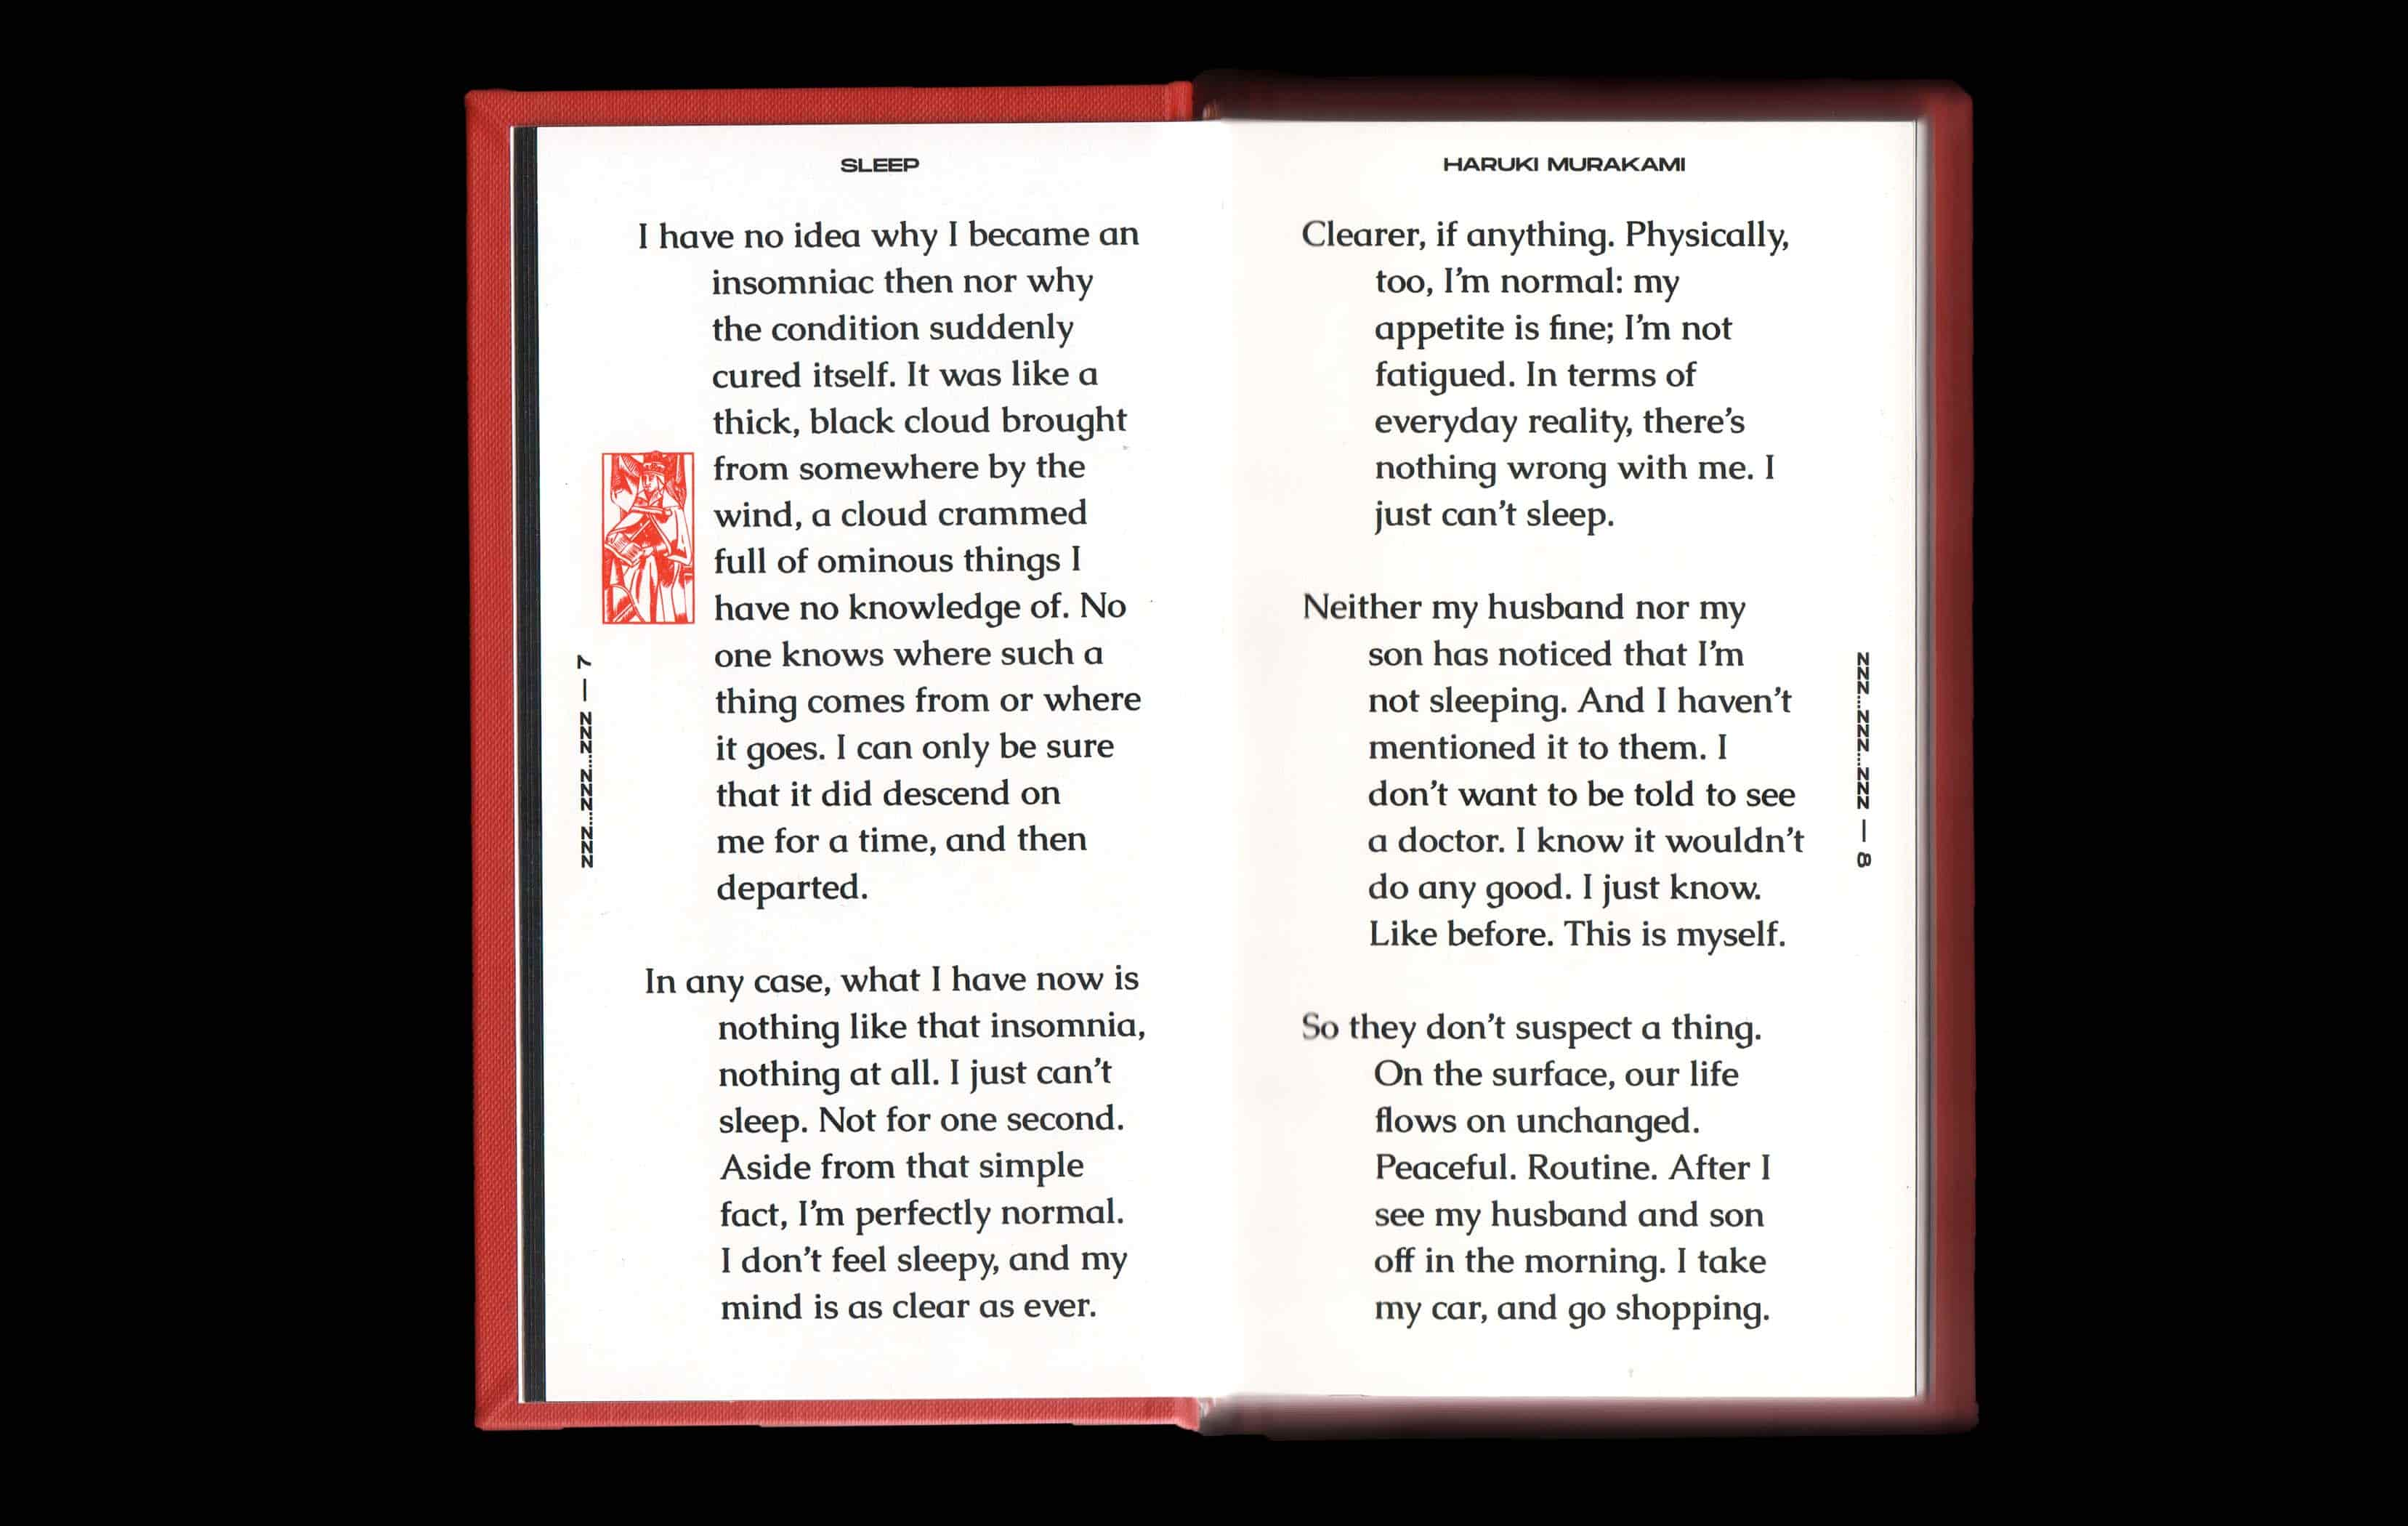 SLEEP
I have no idea why I became an
insomniac then nor why
the condition suddenly
cured itself. It was like a
thick, black cloud brought
from somewhere by the
wind, a cloud crammed
full of ominous things I
have no knowledge of. No
one knows where such a
thing comes from or where
it goes. I can only be sure
that it did descend on
me for a time, and then
departed.
In any case, what I have now is
nothing like that insomnia,
nothing at all. I just can’t
sleep. Not for one second.
Aside from that simple
fact, I’m perfectly normal.
I don’t feel sleepy, and my
mind is as clear as ever.
ZZZ...ZZZ...ZZZ — 7
HARUKI MURAKAMI
Clearer, if anything. Physically,
too, I’m normal: my
appetite is fine; I’m not
fatigued. In terms of
everyday reality, there’s
nothing wrong with me. I
just can’t sleep.
Neither my husband nor my
son has noticed that I’m
not sleeping. And I haven’t
mentioned it to them. I
don’t want to be told to see
a doctor. I know it wouldn’t
do any good. I just know.
Like before. This is myself.
So they don’t suspect a thing.
On the surface, our life
flows on unchanged.
Peaceful. Routine. After I
see my husband and son
off in the morning. I take
my car, and go shopping.
ZZZ...ZZZ...ZZZ — 8